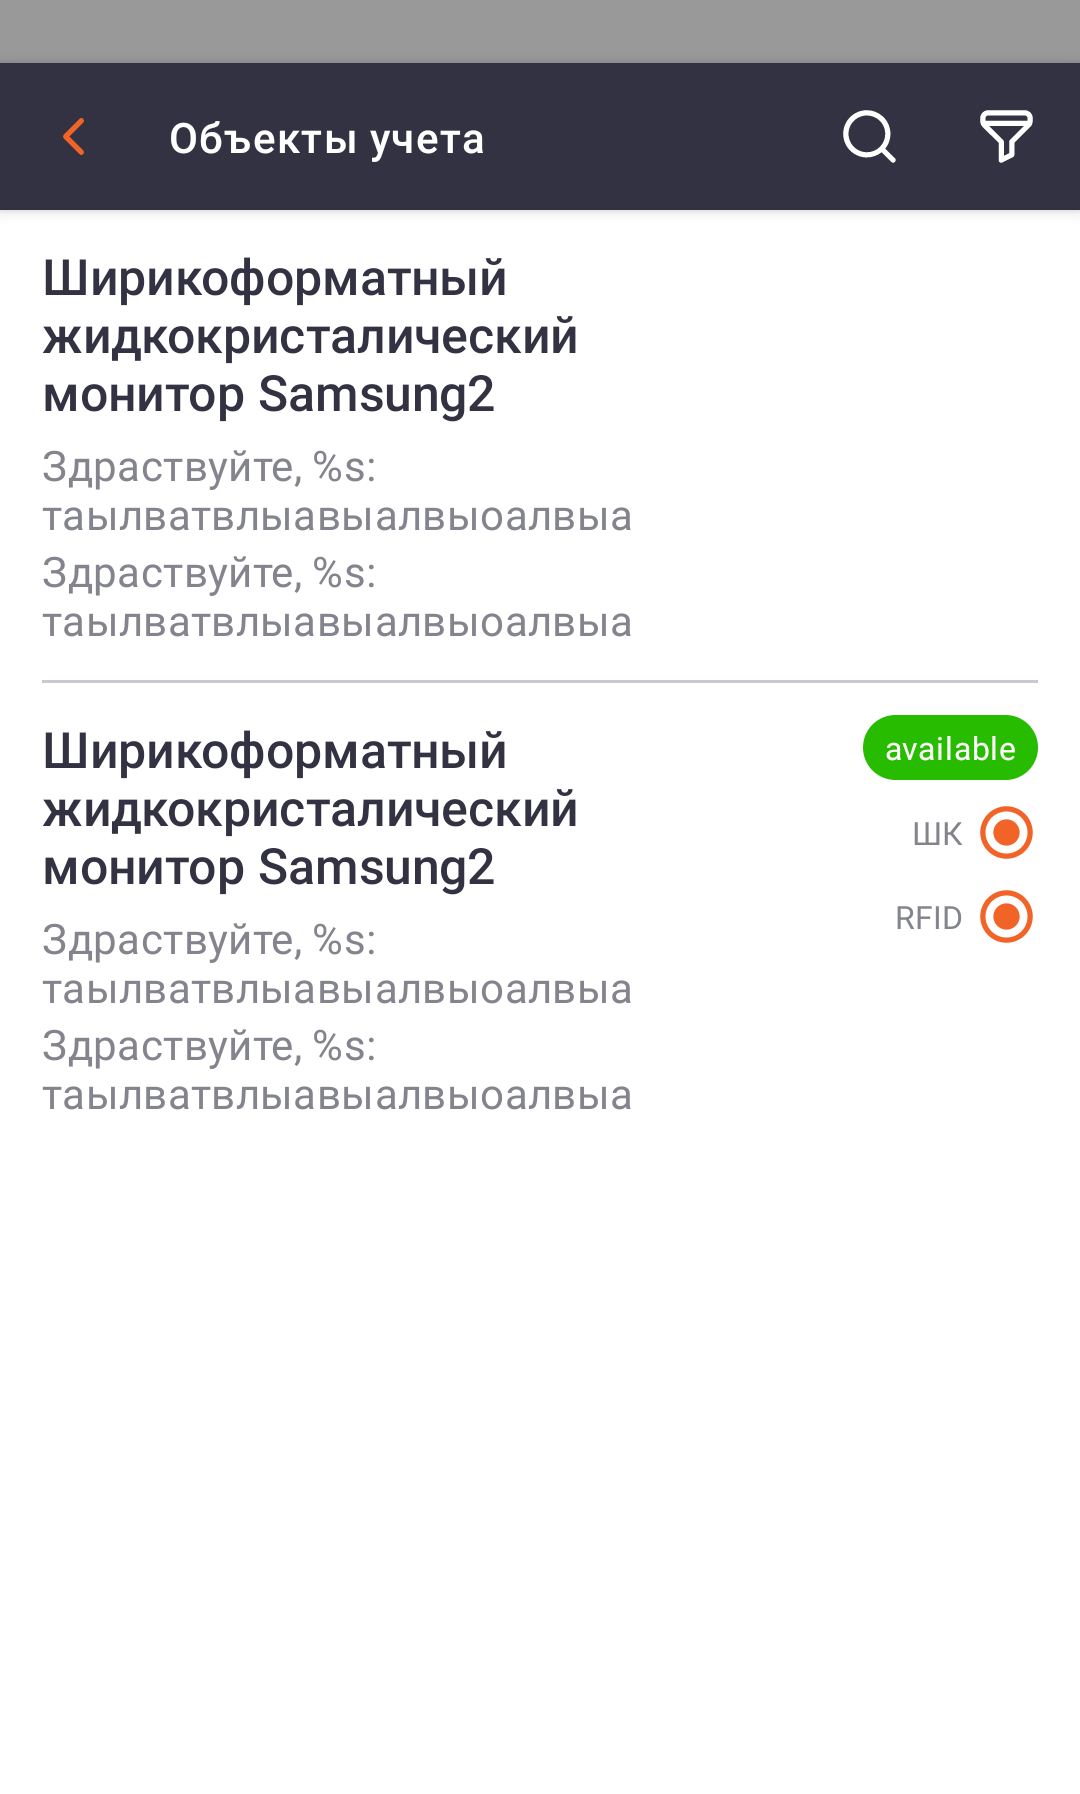 Объекты учета
Ширикоформатный
жидкокристалический
монитор Samsung2
Здраствуйте, %s:
таылватвлыавыалвыоалвыа
Здраствуйте, %s:
таылватвлыавыалвыоалвыа
Ширикоформатный
жидкокристалический
монитор Samsung2
available
ШК
RFID
Здраствуйте, %s:
таылватвлыавыалвыоалвыа
Здраствуйте, %s:
таылватвлыавыалвыоалвыа